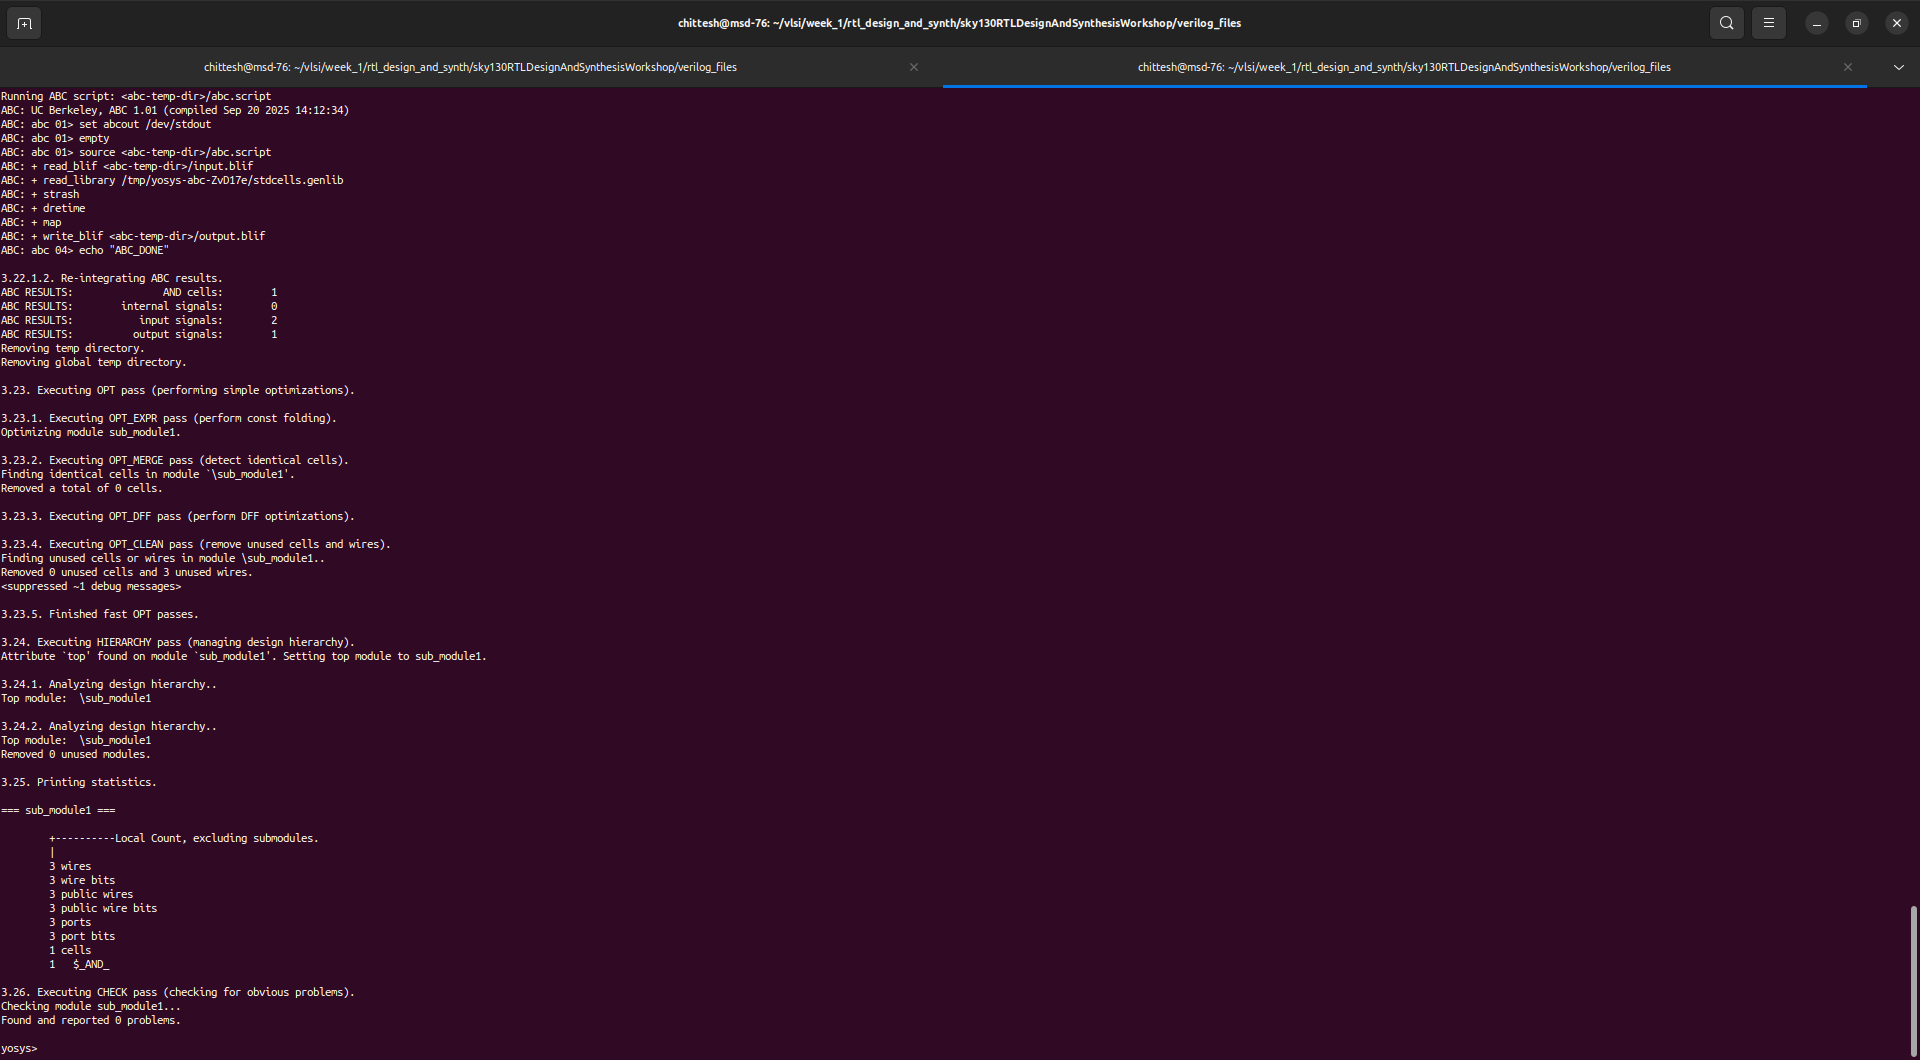 chittesh@msd-76: ~/vlsi/week_1/rtl_design_and_synth/sky130RTLDesignAndSynthesisWorkshop/verilog_files
chittesh@msd-76: ~/vlsi/week_1/rtl_design_and_synth/sky130RTLDesignAndSynthesisWorkshop/verilog_files
chittesh@msd-76: ~/vlsi/week_1/rtl_design_and_synth/sky130RTLDesignAndSynthesisWorkshop/verilog_files
Running ABC script: <abc-temp-dir>/abc.script
ABC: UC Berkeley, ABC 1.01 (compiled Sep 20 2025 14:12:34)
ABC: abc 01> set abcout /dev/stdout
ABC: abc 01> empty
ABC: abc 01> source <abc-temp-dir>/abc.script
ABC: + read_blif <abc-temp-dir>/input.blif
ABC: + read_library /tmp/yosys-abc-ZvD17e/stdcells.genlib
ABC: + strash
ABC: + dretime
ABC: + map
ABC: + write_blif <abc-temp-dir>/output.blif
ABC: abc 04> echo "ABC_DONE"
3.22.1.2. Re-integrating ABC results.
ABC RESULTS:               AND cells:        1
ABC RESULTS:        internal signals:        0
ABC RESULTS:           input signals:        2
ABC RESULTS:          output signals:        1
Removing temp directory.
Removing global temp directory.
3.23. Executing OPT pass (performing simple optimizations).
3.23.1. Executing OPT_EXPR pass (perform const folding).
Optimizing module sub_module1.
3.23.2. Executing OPT_MERGE pass (detect identical cells).
Finding identical cells in module `\sub_module1'.
Removed a total of 0 cells.
3.23.3. Executing OPT_DFF pass (perform DFF optimizations).
3.23.4. Executing OPT_CLEAN pass (remove unused cells and wires).
Finding unused cells or wires in module \sub_module1..
Removed 0 unused cells and 3 unused wires.
<suppressed ~1 debug messages>
3.23.5. Finished fast OPT passes.
3.24. Executing HIERARCHY pass (managing design hierarchy).
Attribute `top' found on module `sub_module1'. Setting top module to sub_module1.
3.24.1. Analyzing design hierarchy..
Top module:  \sub_module1
3.24.2. Analyzing design hierarchy..
Top module:  \sub_module1
Removed 0 unused modules.
3.25. Printing statistics.
=== sub_module1 ===
+----------Local Count, excluding submodules.
|
3 wires
3 wire bits
3 public wires
3 public wire bits
3 ports
3 port bits
1 cells
1   $_AND_
3.26. Executing CHECK pass (checking for obvious problems).
Checking module sub_module1...
Found and reported 0 problems.
yosys>